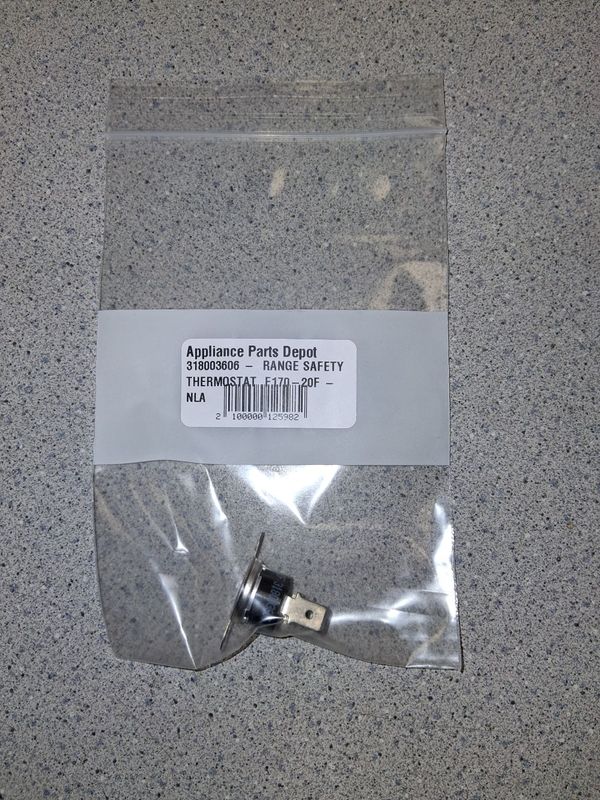 Appliance Parts Depot
318003606 - RANGE SAFETY
THERMOSTAT F170-20F -
NLA
2 100000 125982